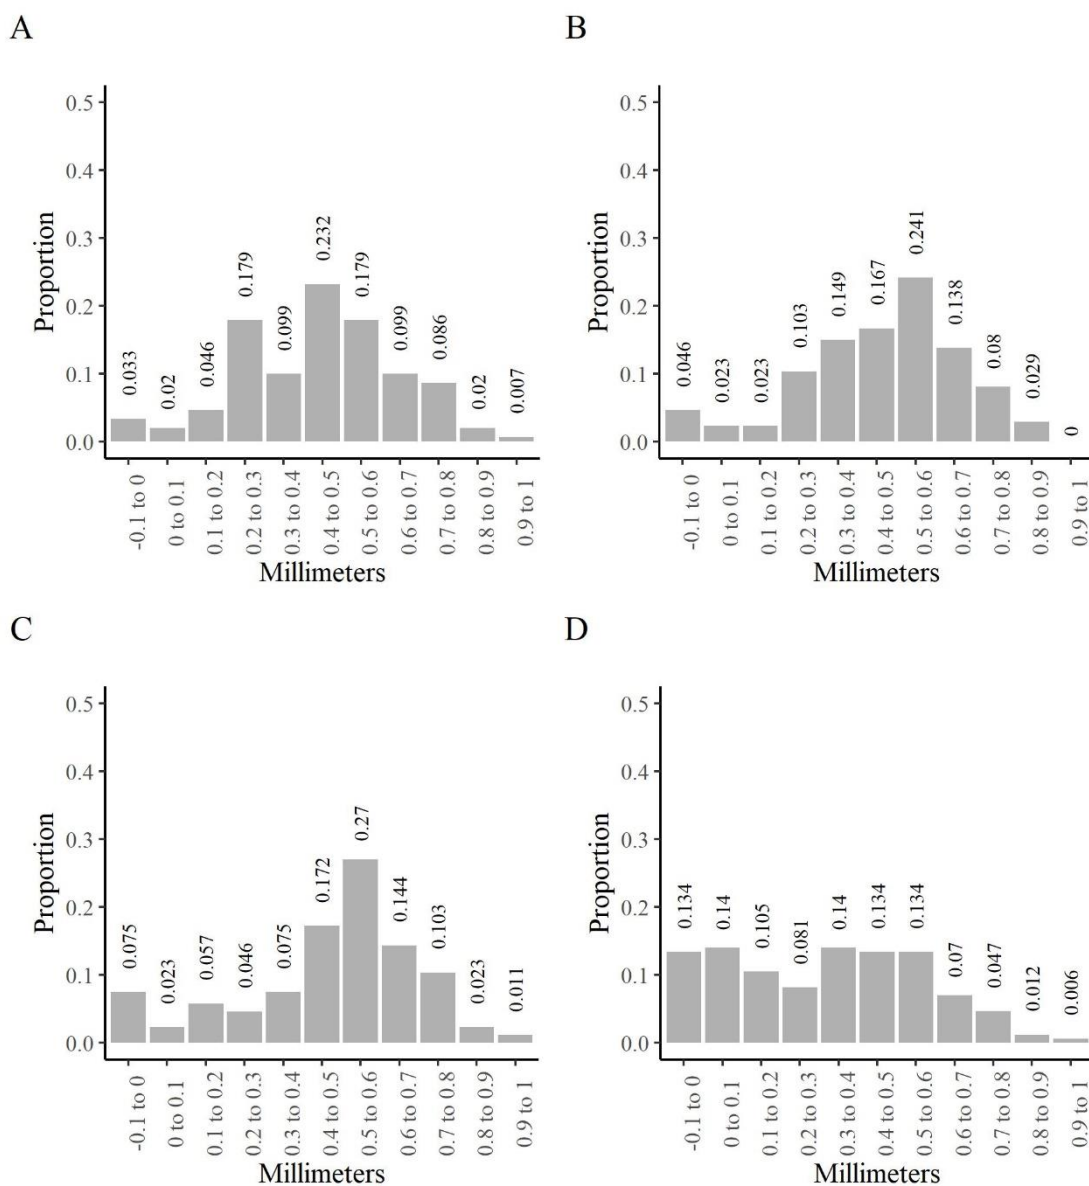 A
Proportion
0.5
0.4
0.3
0.2
0.1
0.0
0.033
0.02
0.046
0.179
0.099
0.232
0.179
0.099
0.086
0.02
0.007
-0.1 to 0
0 to 0.1
0.1 to 0.2
0.2 to 0.3
0.3 to 0.4
0.4 to 0.5
0.5 to 0.6
0.6 to 0.7
0.7 to 0.8
0.8 to 0.9
0.9 to 1
Millimeters
B
Proportion
0.5
0.4
0.3
0.2
0.1
0.0
0.046
0.023
0.023
0.103
0.149
0.167
0.241
0.138
0.08
0.029
0
-0.1 to 0
0 to 0.1
0.1 to 0.2
0.2 to 0.3
0.3 to 0.4
0.4 to 0.5
0.5 to 0.6
0.6 to 0.7
0.7 to 0.8
0.8 to 0.9
0.9 to 1
Millimeters
C
Proportion
0.5
0.4
0.3
0.2
0.1
0.0
0.075
0.023
0.057
0.046
0.075
0.172
0.27
0.144
0.103
0.023
0.011
-0.1 to 0
0 to 0.1
0.1 to 0.2
0.2 to 0.3
0.3 to 0.4
0.4 to 0.5
0.5 to 0.6
0.6 to 0.7
0.7 to 0.8
0.8 to 0.9
0.9 to 1
Millimeters
D
Proportion
0.5
0.4
0.3
0.2
0.1
0.0
0.134
0.14
0.105
0.081
0.14
0.134
0.134
0.07
0.047
0.012
0.006
-0.1 to 0
0 to 0.1
0.1 to 0.2
0.2 to 0.3
0.3 to 0.4
0.4 to 0.5
0.5 to 0.6
0.6 to 0.7
0.7 to 0.8
0.8 to 0.9
0.9 to 1
Millimeters